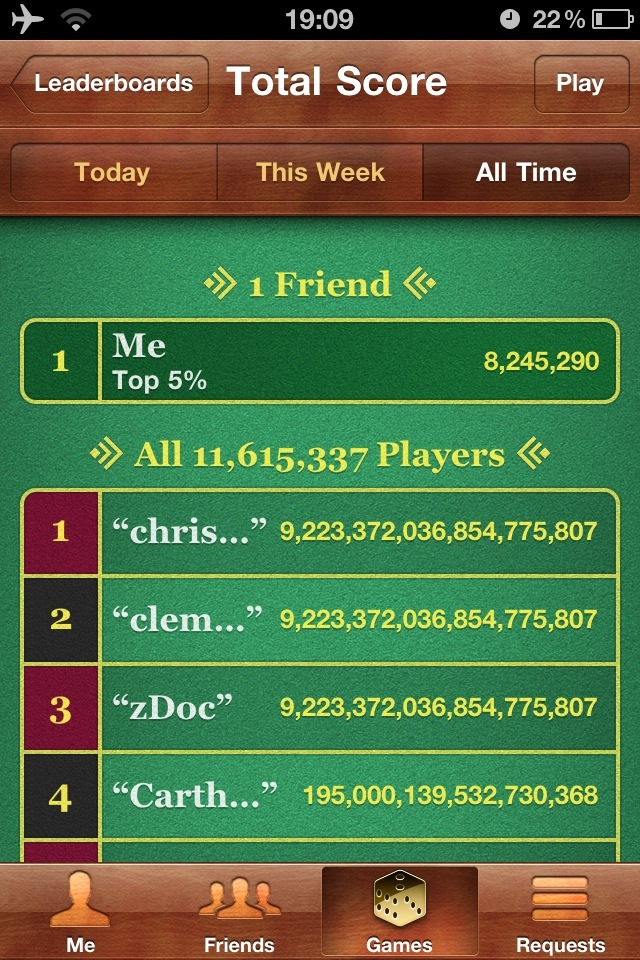 19:09 22%
Leaderboards Total Score Play
Today This Week All Time
1 Friend
1 Me 8,245,290
Top 5%
All 11,615,337 Players
1 “chris...” 9,223,372,036,854,775,807
2 “clem...” 9,223,372,036,854,775,807
3 “zDoc” 9,223,372,036,854,775,807
4 “Carth...” 195,000,139,532,730,368
Me Friends Games Requests